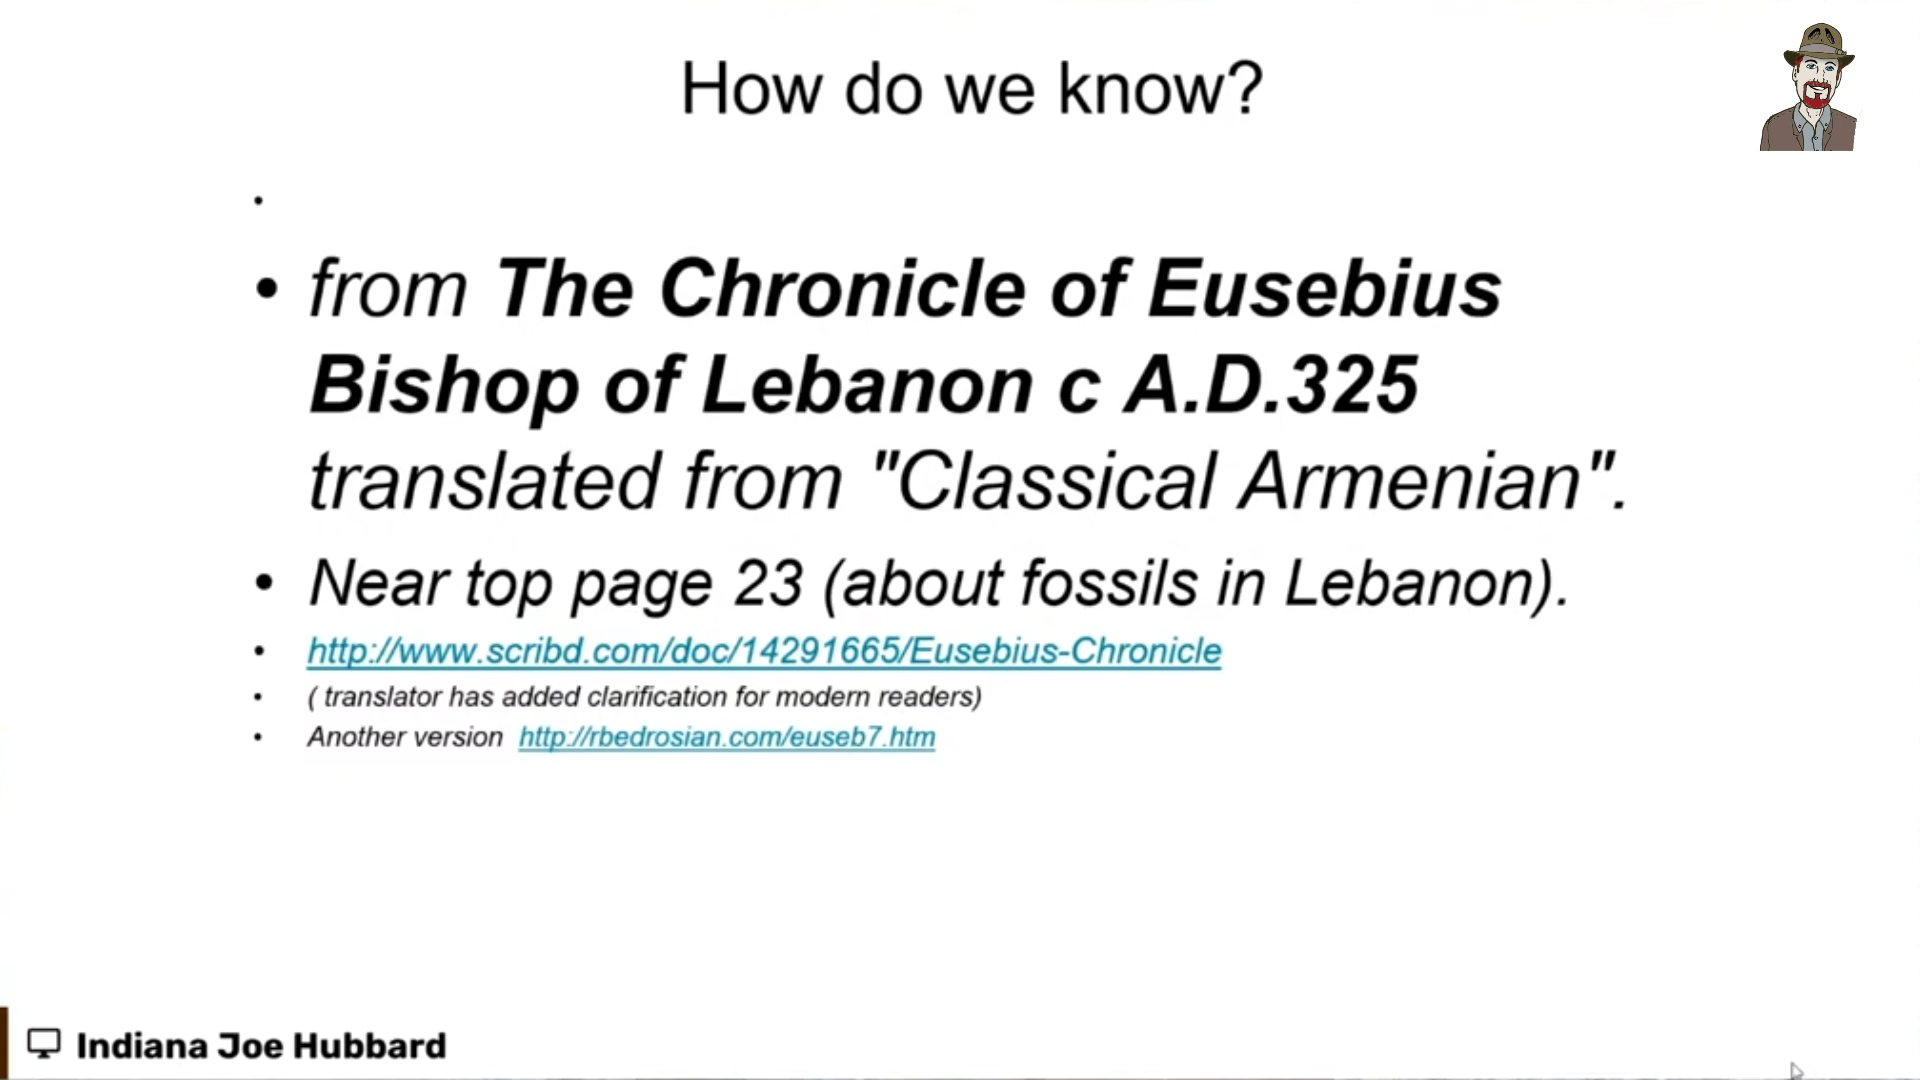 How do we know?
•
• from The Chronicle of Eusebius
Bishop of Lebanon c A.D.325
translated from "Classical Armenian".
• Near top page 23 (about fossils in Lebanon).
• http://www.scribd.com/doc/14291665/Eusebius-Chronicle
• ( translator has added clarification for modern readers)
• Another version http://rbedrosian.com/euseb7.htm
Indiana Joe Hubbard